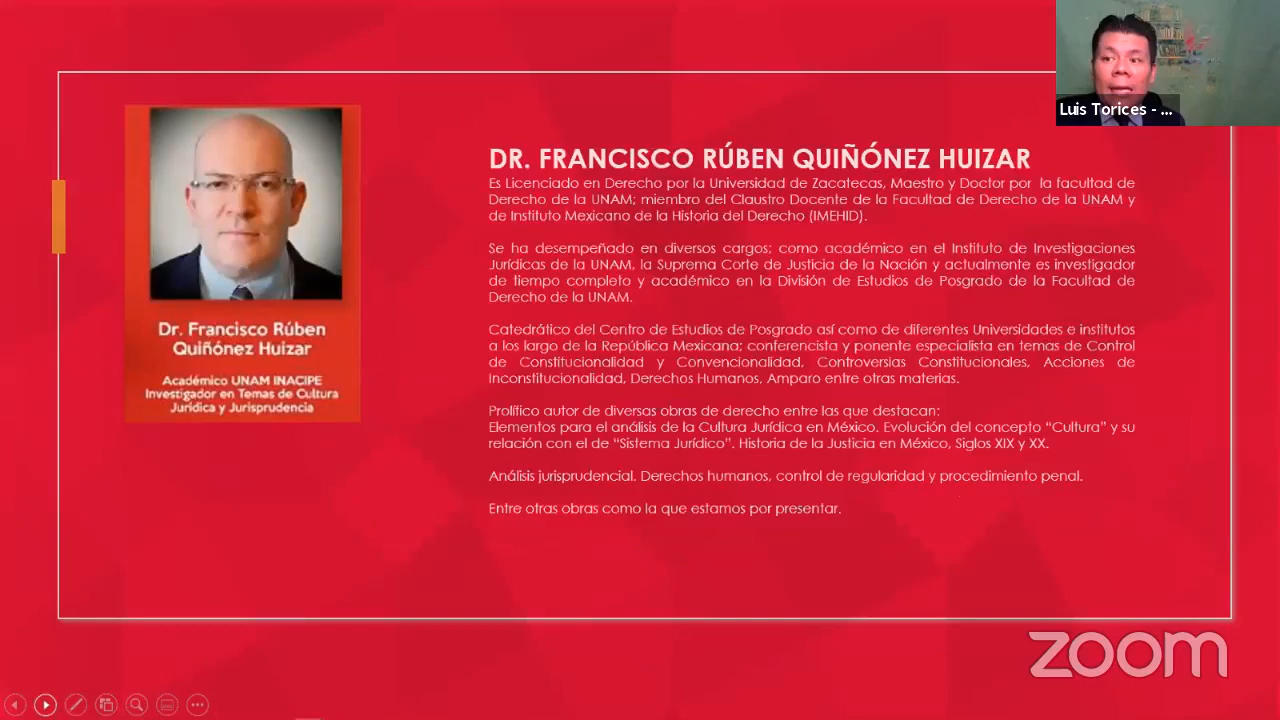 Luis Torices - ...
Dr. Francisco Rúben
Quiñónez Huizar
Académico UNAM INACIPE
Investigador en Temas de Cultura
Jurídica y Jurisprudencia
DR. FRANCISCO RÚBEN QUIÑÓNEZ HUIZAR
Es Licenciado en Derecho por la Universidad de Zacatecas, Maestro y Doctor por la facultad de
Derecho de la UNAM; miembro del Claustro Docente de la Facultad de Derecho de la UNAM y
de Instituto Mexicano de la Historia del Derecho (IMEHID).
Se ha desempeñado en diversos cargos; como académico en el Instituto de Investigaciones
Jurídicas de la UNAM, la Suprema Corte de Justicia de la Nación y actualmente es investigador
de tiempo completo y académico en la División de Estudios de Posgrado de la Facultad de
Derecho de la UNAM.
Catedrático del Centro de Estudios de Posgrado así como de diferentes Universidades e institutos
a los largo de la República Mexicana; conferencista y ponente especialista en temas de Control
de Constitucionalidad y Convencionalidad, Controversias Constitucionales, Acciones de
Inconstitucionalidad, Derechos Humanos, Amparo entre otras materias.
Prolífico autor de diversas obras de derecho entre las que destacan:
Elementos para el análisis de la Cultura Jurídica en México. Evolución del concepto “Cultura” y su
relación con el de “Sistema Jurídico”. Historia de la Justicia en México, Siglos XIX y XX.
Análisis jurisprudencial. Derechos humanos, control de regularidad y procedimiento penal.
Entre otras obras como la que estamos por presentar.
zoom